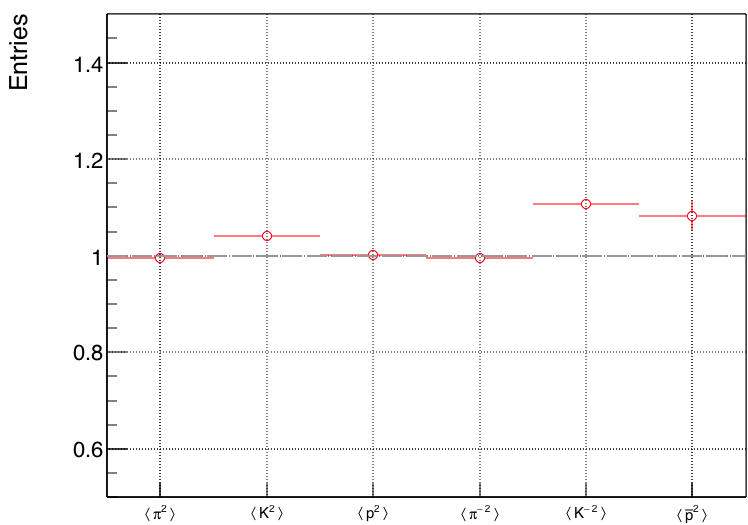 Entries
1.4
1.2
1
0.8
0.6
⟨π²⟩ ⟨K²⟩ ⟨p²⟩ ⟨π⁻²⟩ ⟨K⁻²⟩ ⟨p̅²⟩